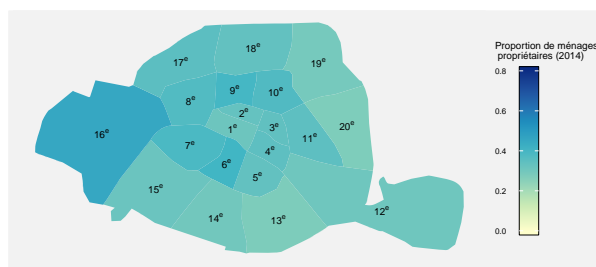 Proportion de ménages
propriétaires (2014)
0.8
0.6
0.4
0.2
0.0
18e
17e
19e
9e
10e
8e
2e
3e
1e
20e
16e
11e
7e
4e
6e
5e
15e
12e
14e
13e